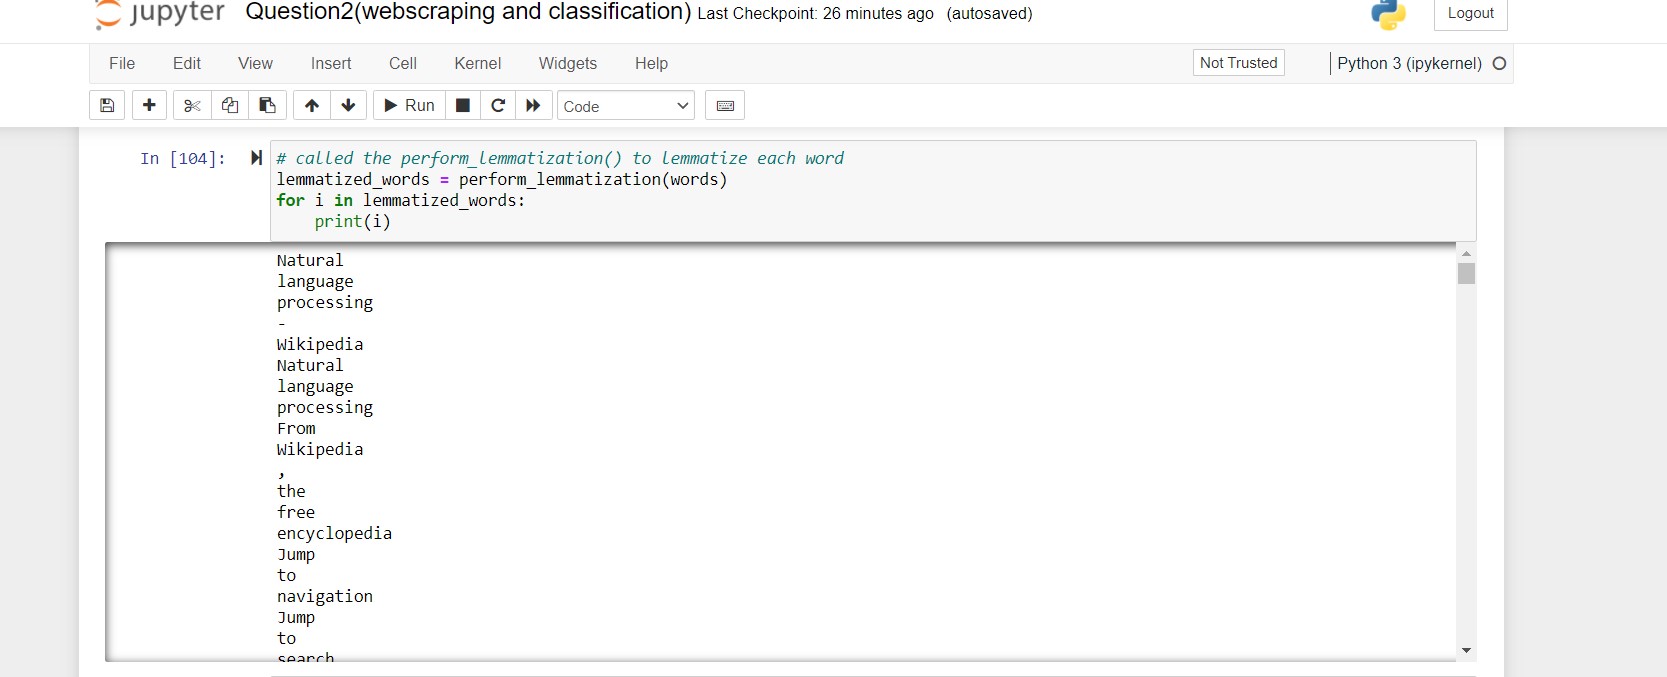 jupyter Question2(webscraping and classification) Last Checkpoint: 26 minutes ago (autosaved) Logout
File Edit View Insert Cell Kernel Widgets Help Not Trusted Python 3 (ipykernel)
Run Code
In [104]: # called the perform_lemmatization() to lemmatize each word
lemmatized_words = perform_lemmatization(words)
for i in lemmatized_words:
    print(i)
Natural
language
processing
-
Wikipedia
Natural
language
processing
From
Wikipedia
,
the
free
encyclopedia
Jump
to
navigation
Jump
to
search